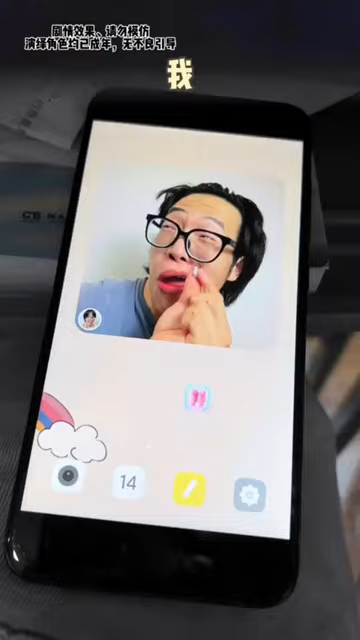 剧情效果、请勿模仿
演绎角色均已成年，无不良引导
我
14